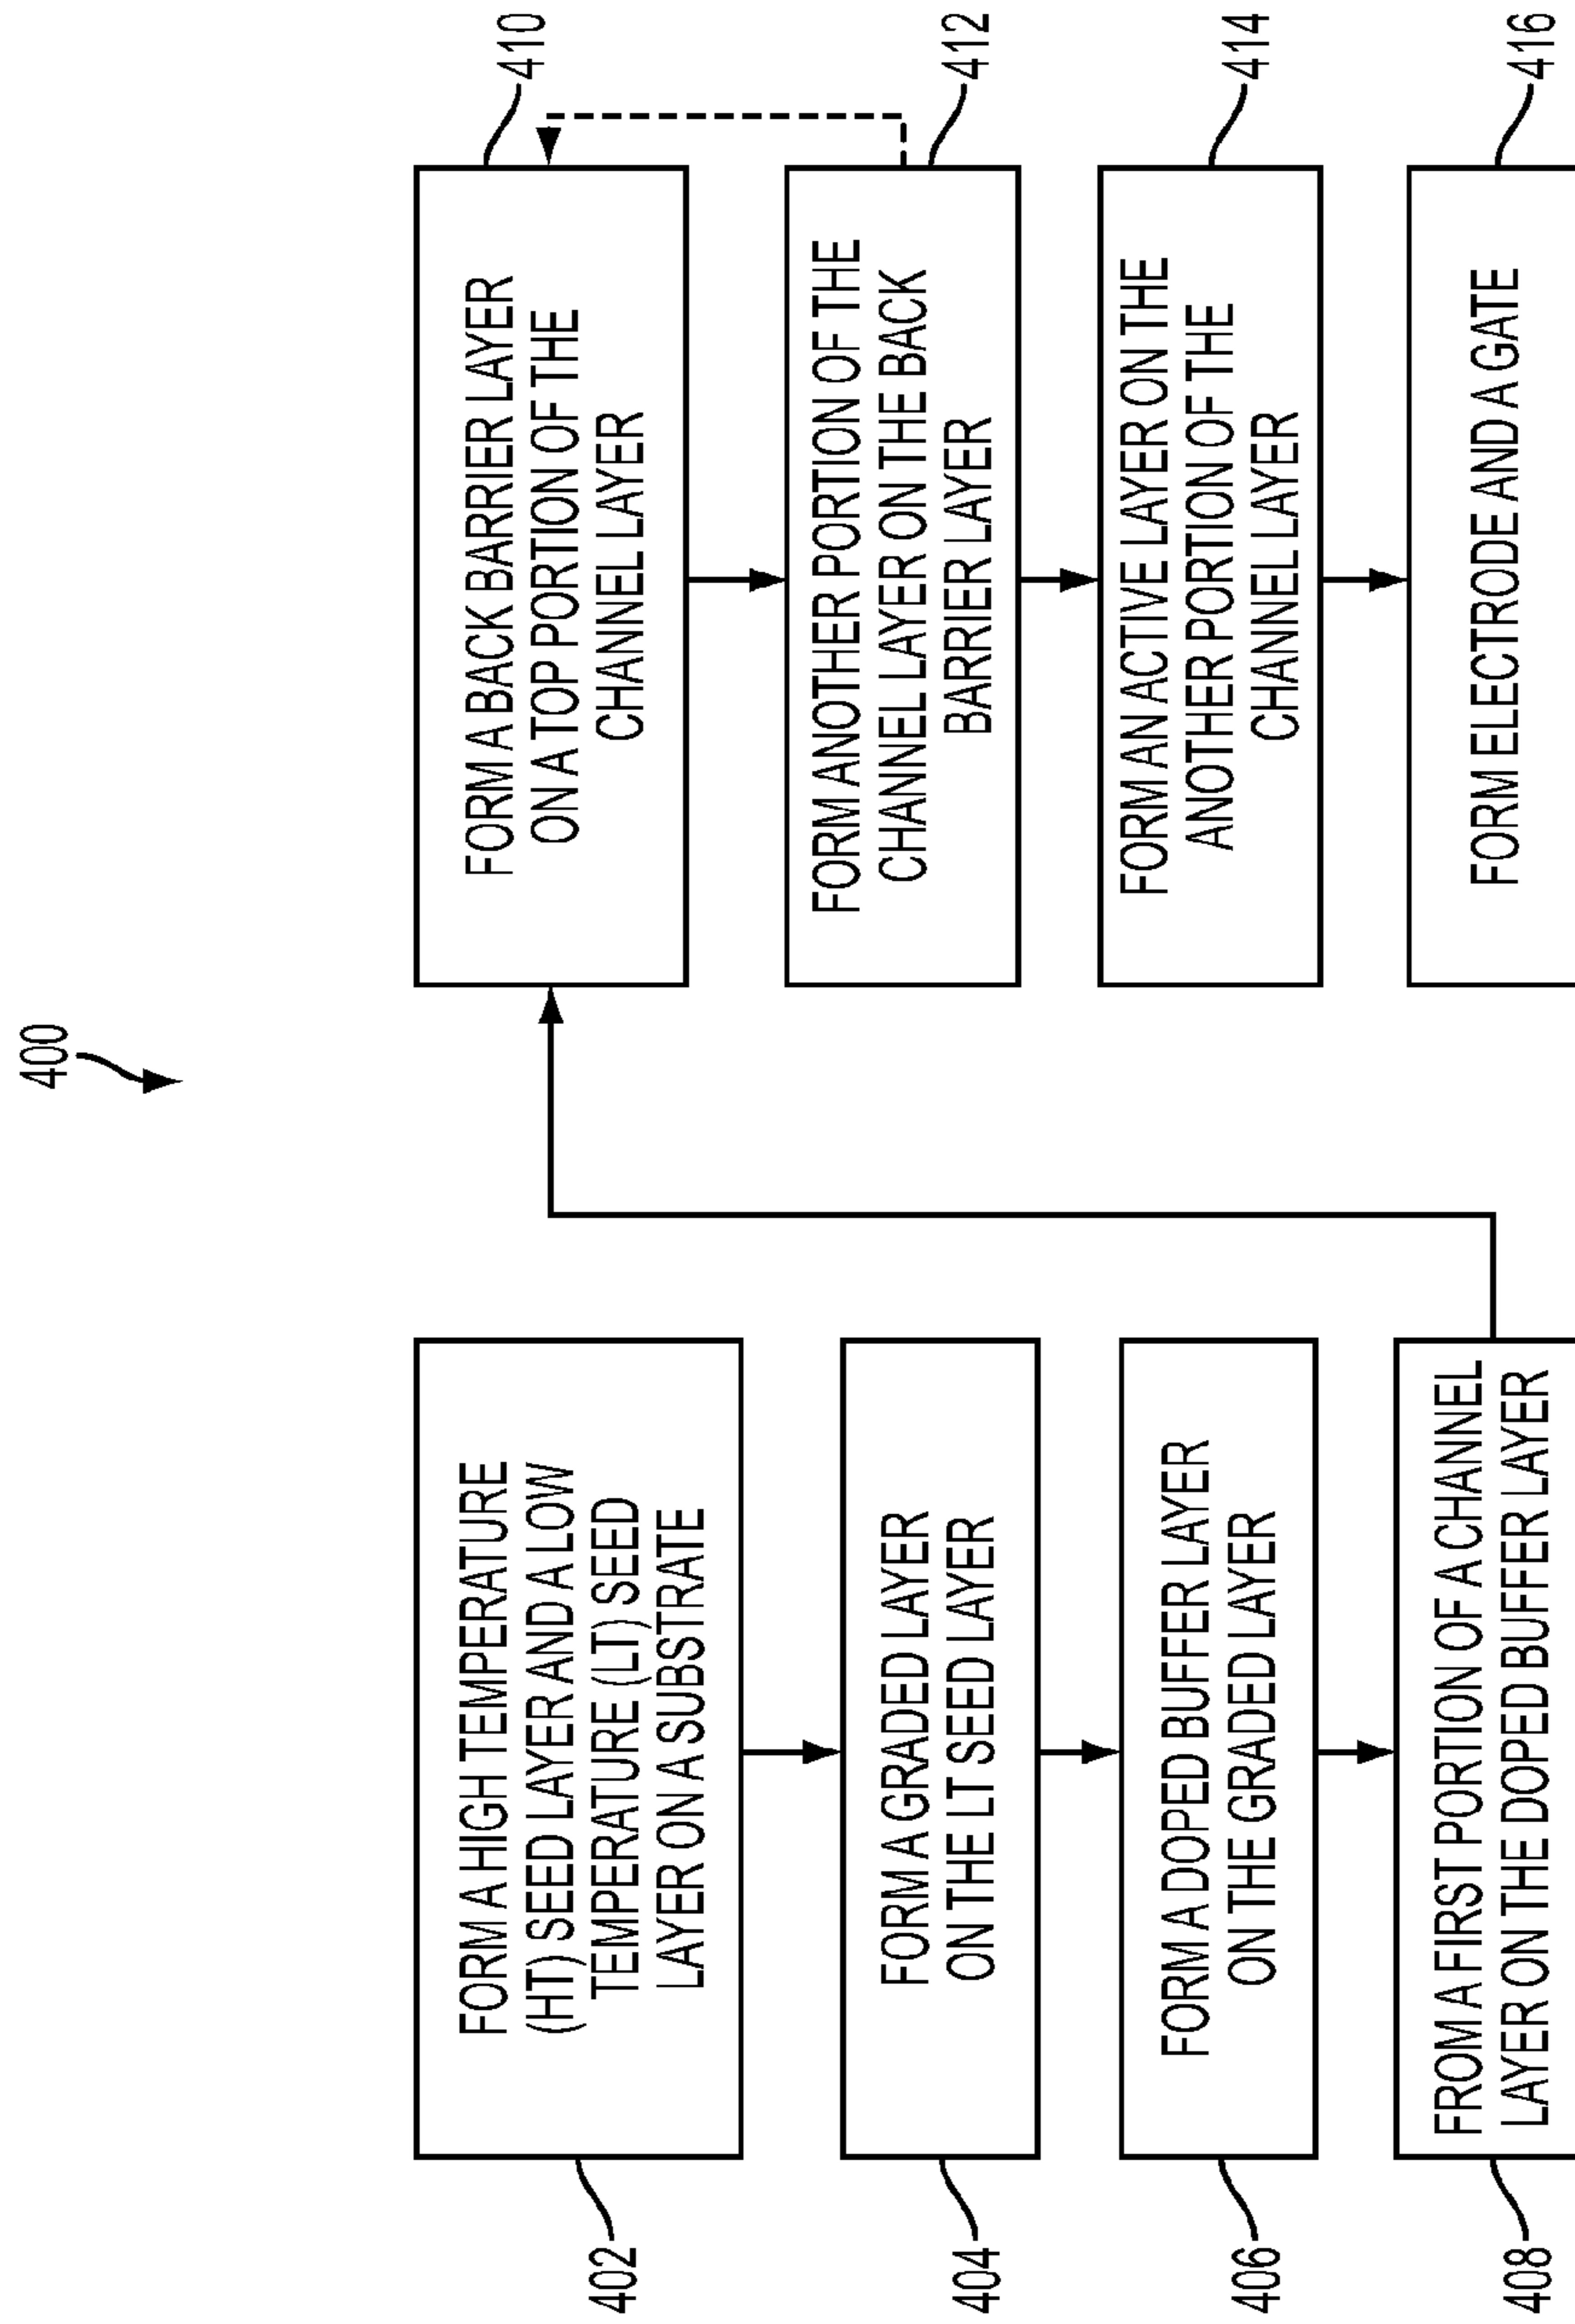 400
402
FORM A HIGH TEMPERATURE
(HT) SEED LAYER AND A LOW
TEMPERATURE (LT) SEED
LAYER ON A SUBSTRATE
404
FORM A GRADED LAYER
ON THE LT SEED LAYER
406
FORM A DOPED BUFFER LAYER
ON THE GRADED LAYER
408
FROM A FIRST PORTION OF A CHANNEL
LAYER ON THE DOPED BUFFER LAYER
410
FORM A BACK BARRIER LAYER
ON A TOP PORTION OF THE
CHANNEL LAYER
412
FORM ANOTHER PORTION OF THE
CHANNEL LAYER ON THE BACK
BARRIER LAYER
414
FORM AN ACTIVE LAYER ON THE
ANOTHER PORTION OF THE
CHANNEL LAYER
416
FORM ELECTRODE AND A GATE